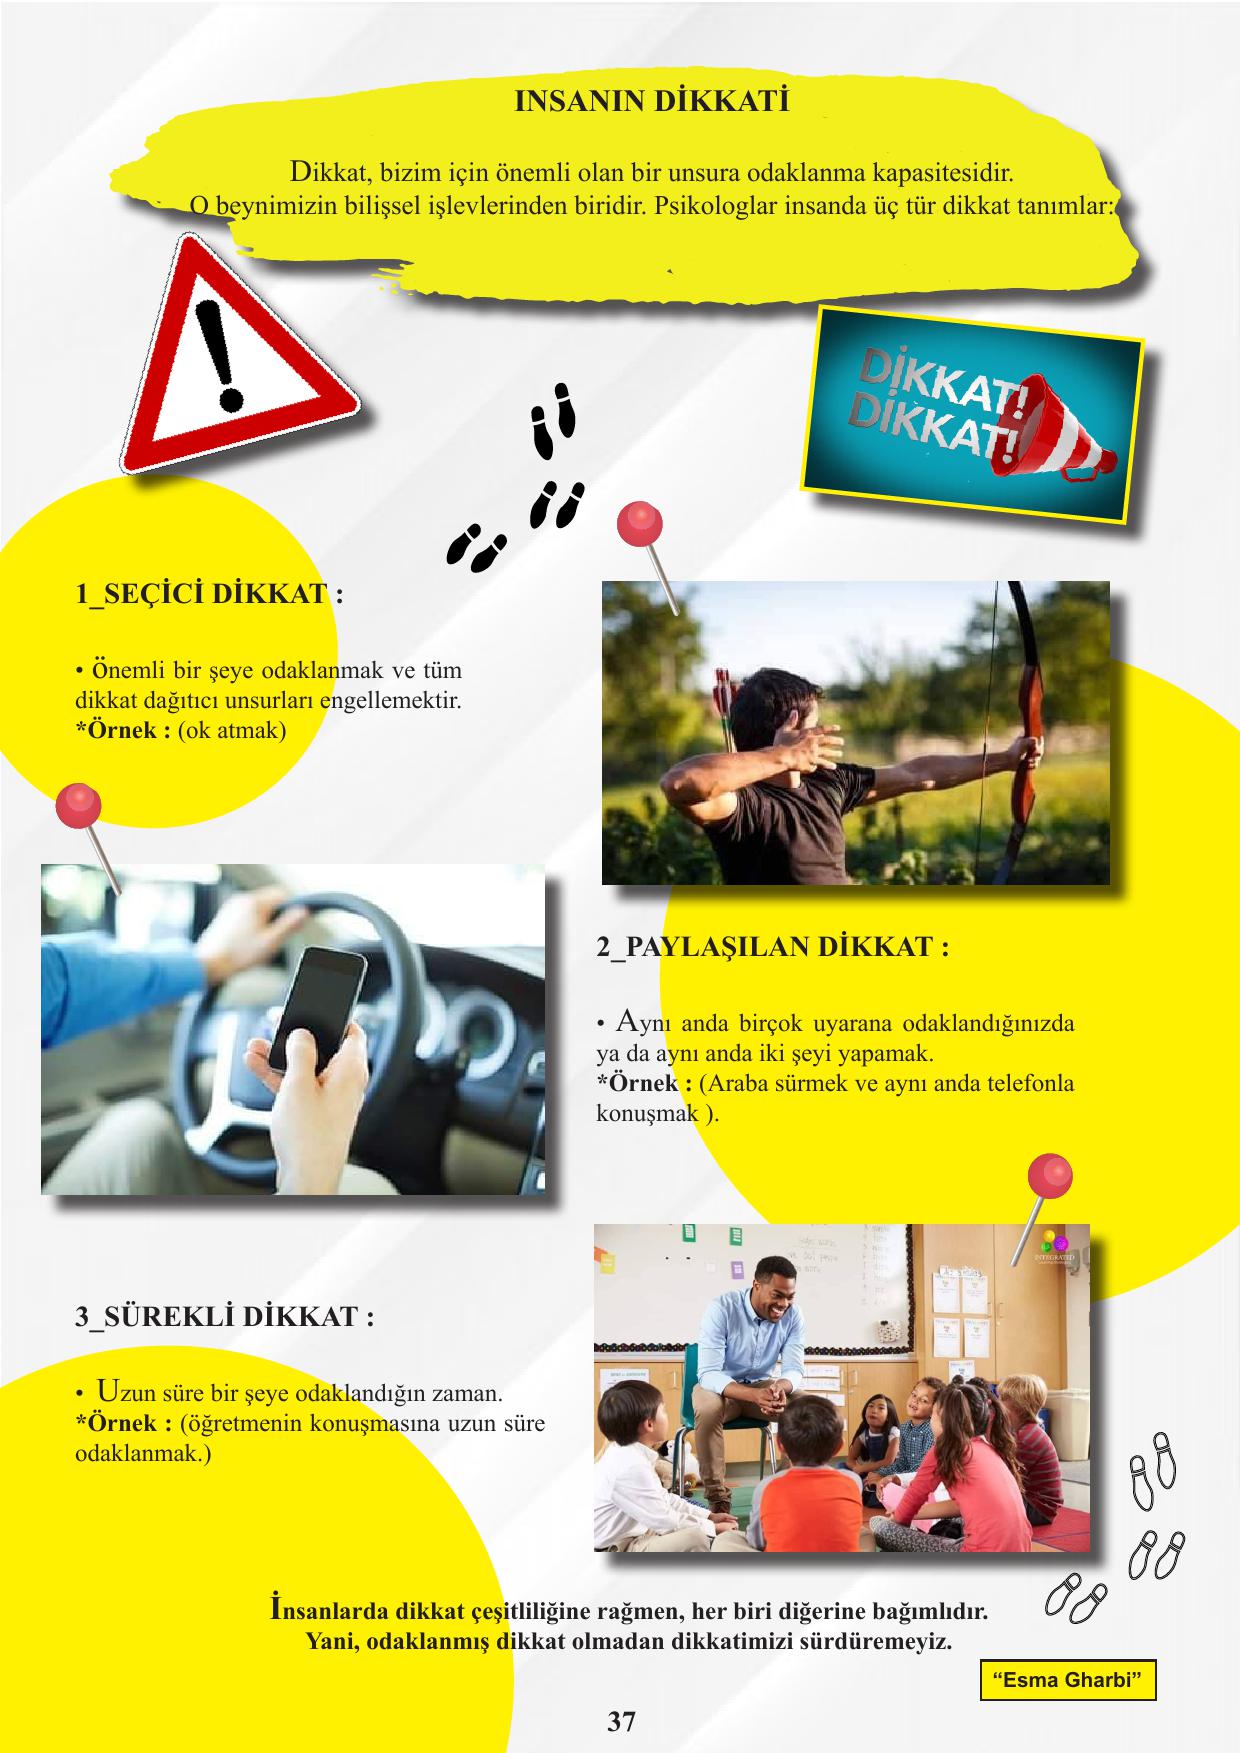 INSANIN DİKKATİ
Dikkat, bizim için önemli olan bir unsura odaklanma kapasitesidir.
O beynimizin bilişsel işlevlerinden biridir. Psikologlar insanda üç tür dikkat tanımlar:
DİKKAT!
DİKKAT!
1_SEÇİCİ DİKKAT :
• Önemli bir şeye odaklanmak ve tüm
dikkat dağıtıcı unsurları engellemektir.
*Örnek : (ok atmak)
2_PAYLAŞILAN DİKKAT :
• Aynı anda birçok uyarana odaklandığınızda
ya da aynı anda iki şeyi yapamak.
*Örnek : (Araba sürmek ve aynı anda telefonla
konuşmak ).
INTEGRATED
3_SÜREKLİ DİKKAT :
• Uzun süre bir şeye odaklandığın zaman.
*Örnek : (öğretmenin konuşmasına uzun süre
odaklanmak.)
İnsanlarda dikkat çeşitliliğine rağmen, her biri diğerine bağımlıdır.
Yani, odaklanmış dikkat olmadan dikkatimizi sürdüremeyiz.
“Esma Gharbi”
37